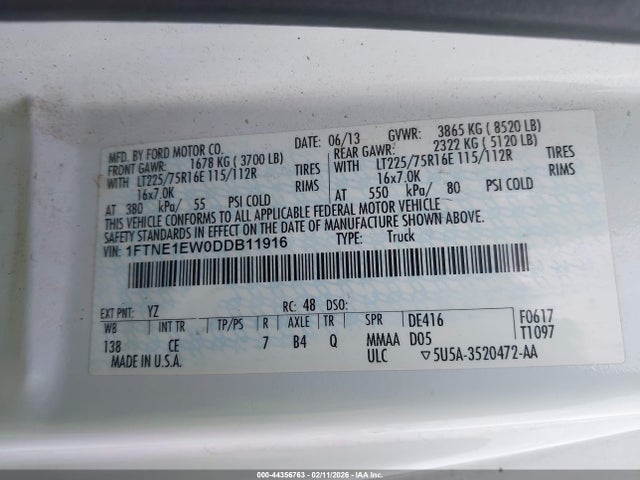 MFD. BY FORD MOTOR CO. DATE: 06/13 GVWR: 3865 KG ( 8520 LB)
FRONT GAWR: 1678 KG (3700 LB) REAR GAWR: 2322 KG ( 5120 LB)
WITH LT225/75R16E 115/112R TIRES WITH LT225/75R16E 115/112R TIRES
16x7.0K RIMS 16x7.0K RIMS
AT 380 kPa/ 55 PSI COLD AT 550 kPa/ 80 PSI COLD
THIS VEHICLE CONFORMS TO ALL APPLICABLE FEDERAL MOTOR VEHICLE
SAFETY STANDARDS IN EFFECT ON THE DATE OF MANUFACTURE SHOWN ABOVE.
VIN: 1FTNE1EW0DDB11916 TYPE: Truck
EXT PNT: YZ RC: 48 DSO:
WB INT TR TP/PS R AXLE TR SPR DE416 F0617
138 CE 7 B4 Q MMAA D05 T1097
MADE IN U.S.A. ULC ▽5U5A-3520472-AA
000-44356763 - 02/11/2026 - IAA Inc.